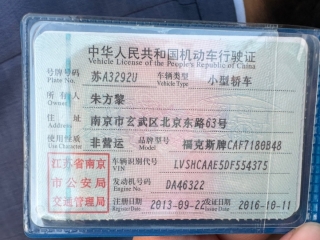 中华人民共和国机动车行驶证
Vehicle License of the People's Republic of China
号牌号码 苏A3292U 车辆类型 小型轿车
Plate No. Vehicle Type
所有人 朱方黎
Owner
住址 南京市玄武区北京东路63号
Address
使用性质 非营运 品牌型号 福克斯牌CAF7180B48
Use Character Model
江苏省南京市公安局交通管理局
车辆识别代号 LVSHCAAE5DF554375
VIN
发动机号码 DA46322
Engine No.
注册日期 2013-09-22 发证日期 2016-10-11
Register Date Issue Date